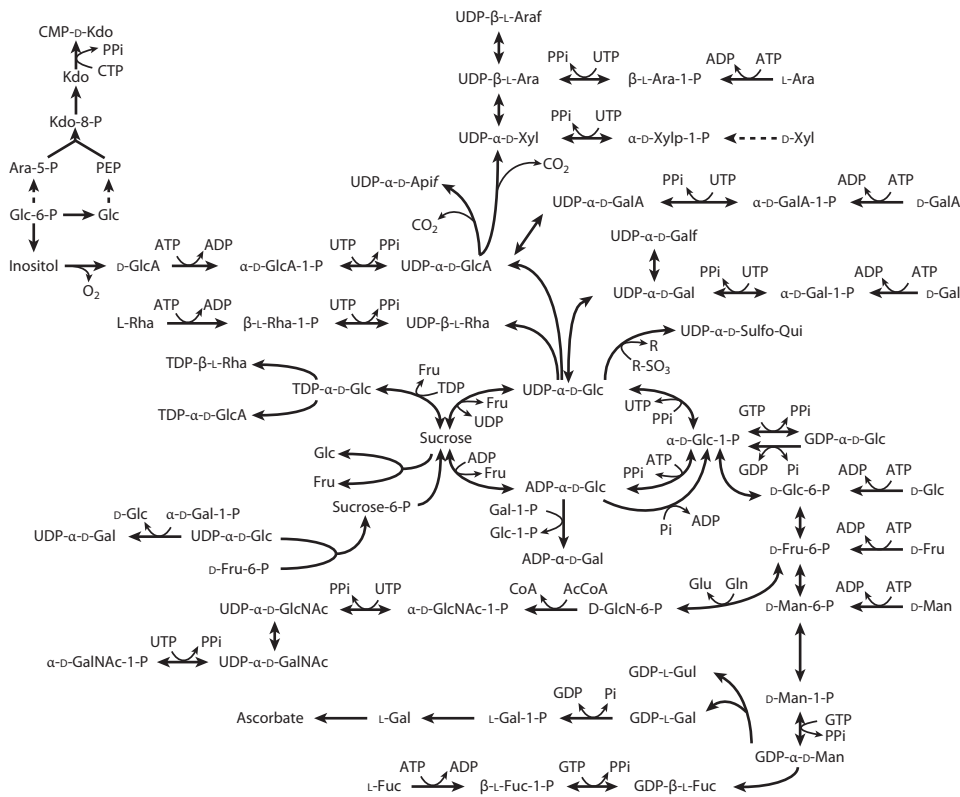 UDP-β-L-Araf
CMP-D-Kdo
PPi
CTP
Kdo
PPi UTP
ADP ATP
UDP-β-L-Ara
β-L-Ara-1-P
L-Ara
Kdo-8-P
PPi UTP
UDP-α-D-Xyl
α-D-Xylp-1-P
D-Xyl
Ara-5-P
PEP
CO2
UDP-α-D-Apif
CO2
PPi UTP
ADP ATP
UDP-α-D-GalA
α-D-GalA-1-P
D-GalA
Glc-6-P
Glc
UDP-α-D-Galf
ATP ADP
UTP PPi
Inositol
O2
D-GlcA
α-D-GlcA-1-P
UDP-α-D-GlcA
PPi UTP
ADP ATP
UDP-α-D-Gal
α-D-Gal-1-P
D-Gal
ATP ADP
UTP PPi
L-Rha
β-L-Rha-1-P
UDP-β-L-Rha
UDP-α-D-Sulfo-Qui
R
R-SO3
TDP-β-L-Rha
Fru
TDP
TDP-α-D-Glc
UDP-α-D-Glc
Fru
UDP
UTP
PPi
TDP-α-D-GlcA
GTP PPi
Sucrose
α-D-Glc-1-P
GDP-α-D-Glc
GDP Pi
Glc
Fru
ADP
Fru
PPi
ATP
ADP-α-D-Glc
ADP ATP
D-Glc-6-P
D-Glc
Sucrose-6-P
Gal-1-P
Glc-1-P
Pi
ADP
D-Glc α-D-Gal-1-P
UDP-α-D-Gal
UDP-α-D-Glc
D-Fru-6-P
ADP-α-D-Gal
ADP ATP
D-Fru-6-P
D-Fru
PPi UTP
CoA AcCoA
Glu Gln
ADP ATP
UDP-α-D-GlcNAc
α-D-GlcNAc-1-P
D-GlcN-6-P
D-Man-6-P
D-Man
UTP PPi
α-D-GalNAc-1-P
UDP-α-D-GalNAc
GDP-L-Gul
D-Man-1-P
GDP Pi
Ascorbate
L-Gal
L-Gal-1-P
GDP-L-Gal
GTP
PPi
GDP-α-D-Man
ATP ADP
GTP PPi
L-Fuc
β-L-Fuc-1-P
GDP-β-L-Fuc